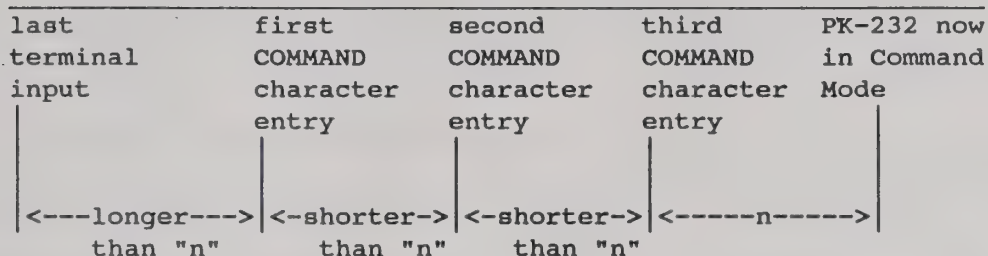 last          first       second      third       PK-232 now
terminal      COMMAND     COMMAND     COMMAND     in Command
input         character   character   character   Mode
              entry       entry       entry
|<---longer--->|<-shorter->|<-shorter->|<-----n----->|
than "n"    than "n"    than "n"